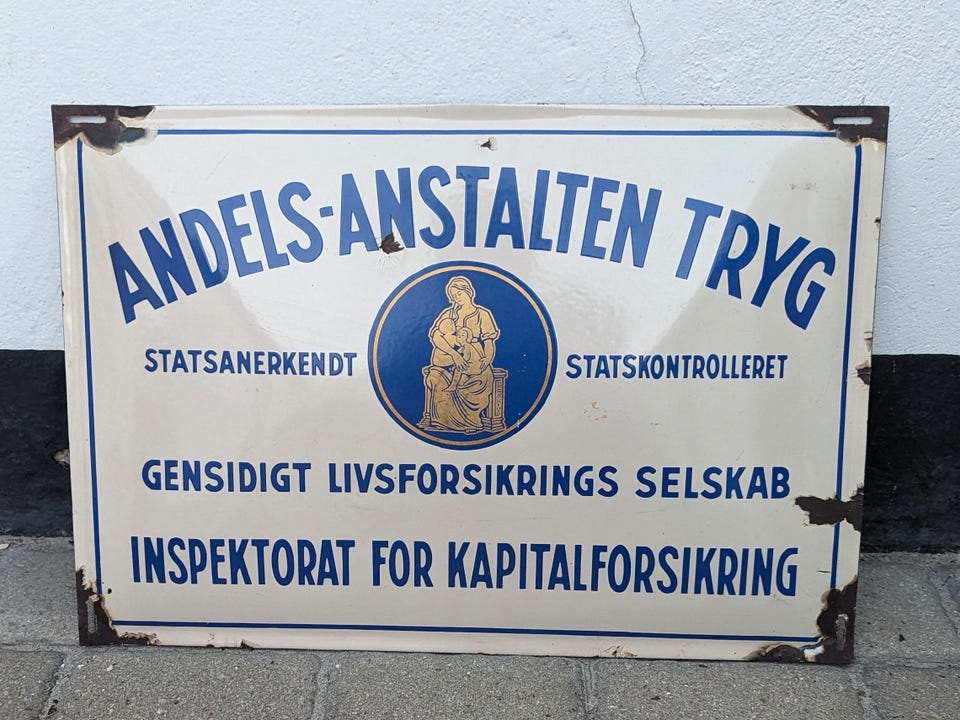 ANDELS-ANSTALTEN TRYG
STATSANERKENDT STATSKONTROLLERET
GENSIDIGT LIVSFORSIKRINGS SELSKAB
INSPEKTORAT FOR KAPITALFORSIKRING